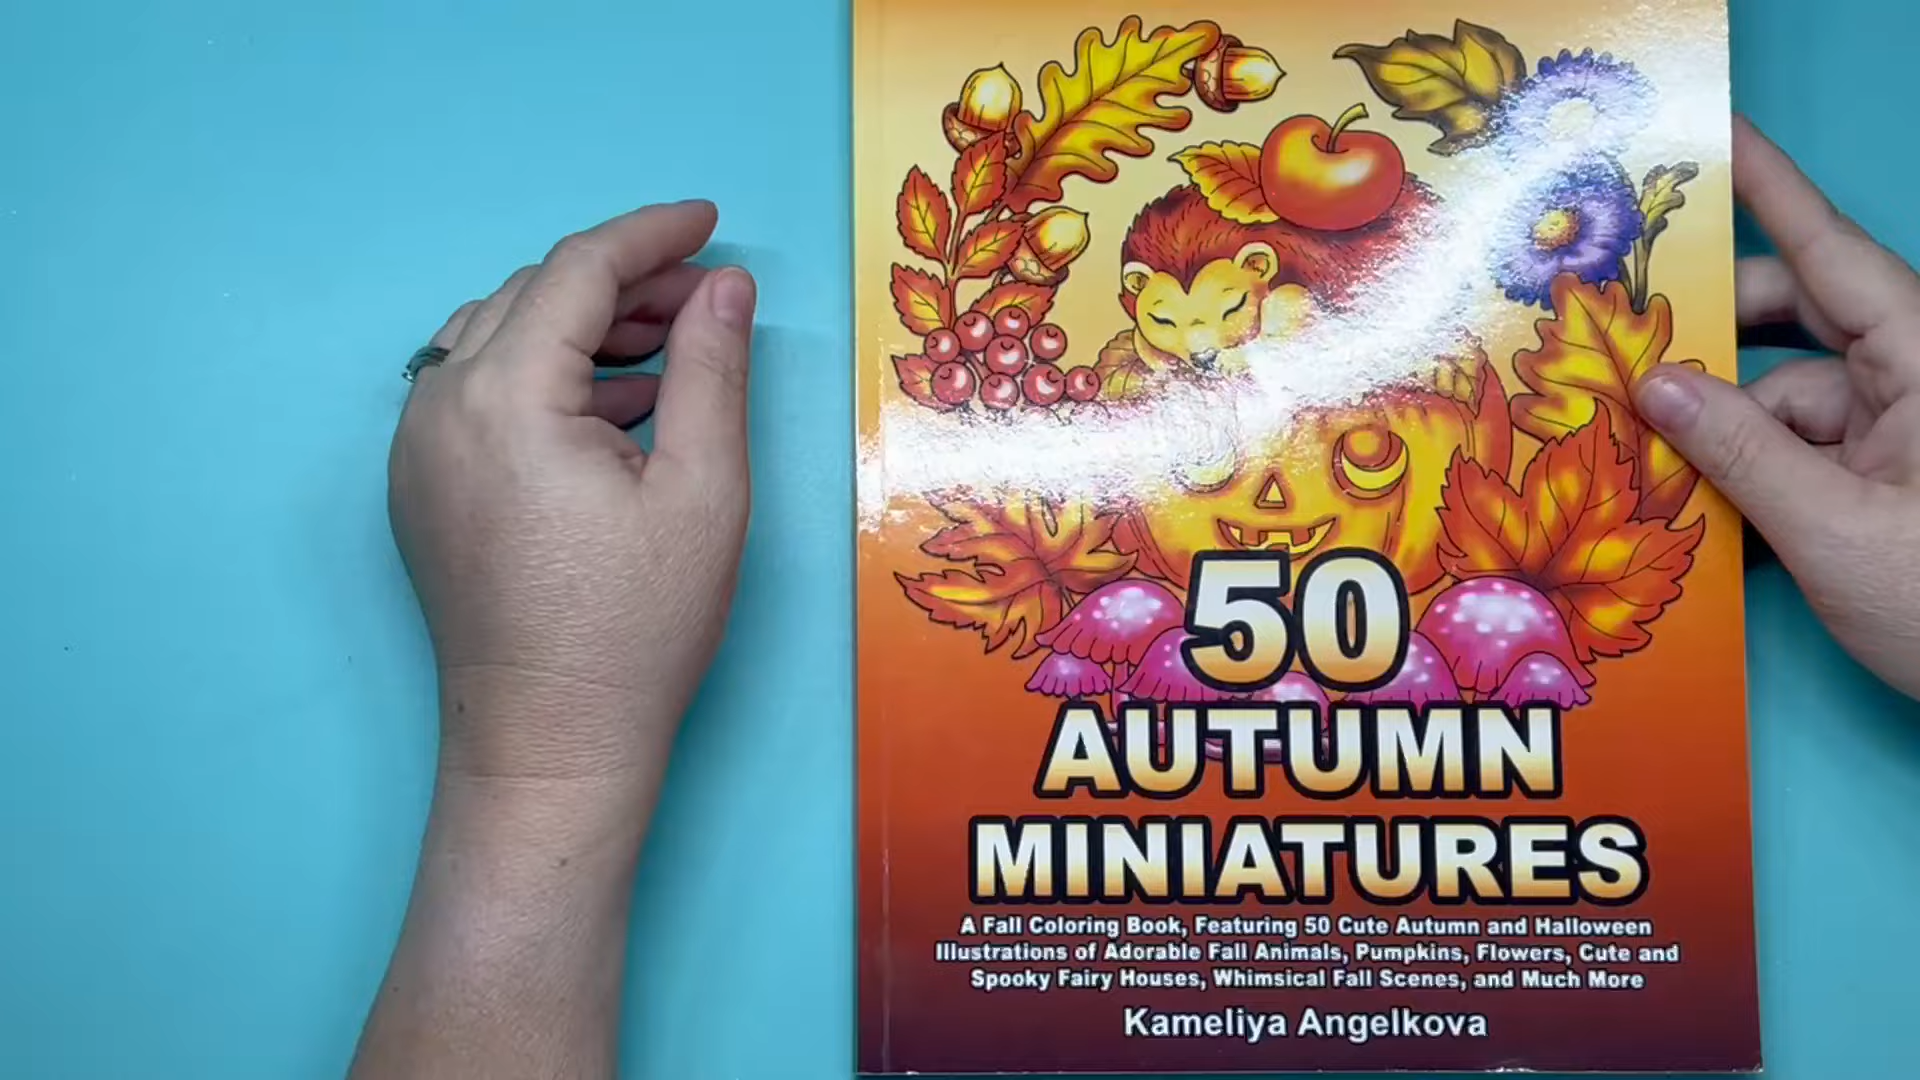 50
AUTUMN
MINIATURES
A Fall Coloring Book, Featuring 50 Cute Autumn and Halloween
Illustrations of Adorable Fall Animals, Pumpkins, Flowers, Cute and
Spooky Fairy Houses, Whimsical Fall Scenes, and Much More
Kameliya Angelkova